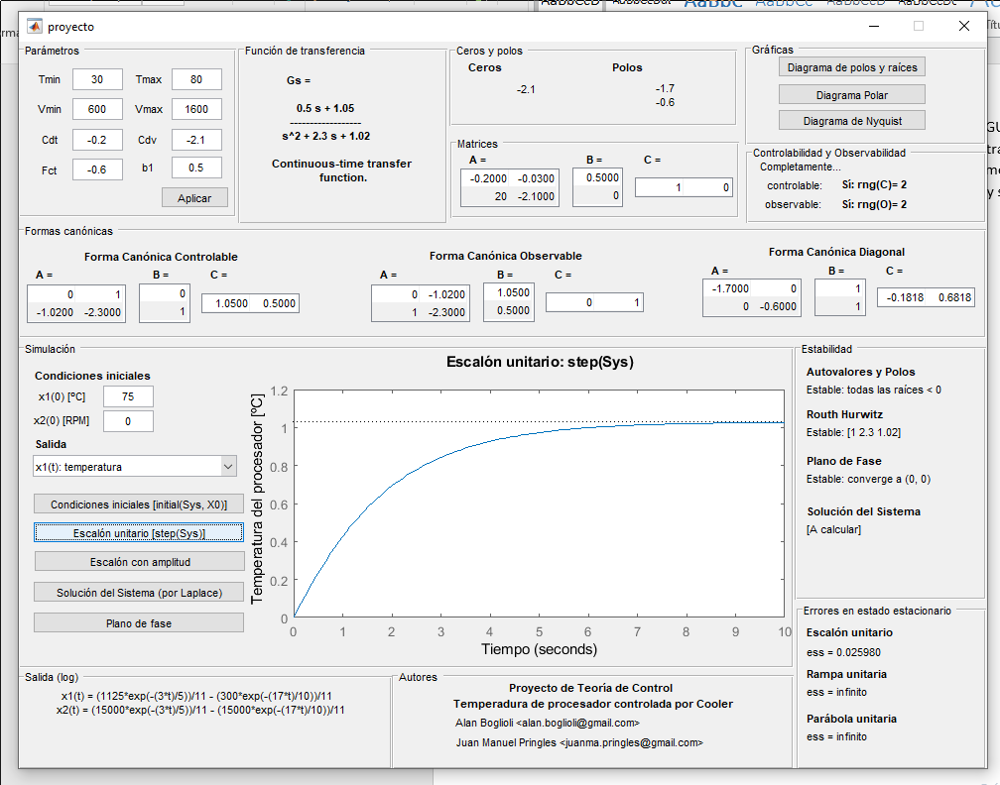 proyecto
Parámetros
Tmin 30 Tmax 80
Vmin 600 Vmax 1600
Cdt -0.2 Cdv -2.1
Fct -0.6 b1 0.5
Aplicar
Función de transferencia
Gs =
0.5 s + 1.05
------------------
s^2 + 2.3 s + 1.02
Continuous-time transfer
function.
Ceros y polos
Ceros Polos
-2.1 -1.7
-0.6
Matrices
A = B = C =
-0.2000 -0.0300 0.5000 1 0
20 -2.1000 0
Gráficas
Diagrama de polos y raíces
Diagrama Polar
Diagrama de Nyquist
Controlabilidad y Observabilidad
Completamente...
controlable: Sí: rng(C)= 2
observable: Sí: rng(O)= 2
Formas canónicas
Forma Canónica Controlable
A = B = C =
0 1 0 1.0500 0.5000
-1.0200 -2.3000 1
Forma Canónica Observable
A = B = C =
0 -1.0200 1.0500 0 1
1 -2.3000 0.5000
Forma Canónica Diagonal
A = B = C =
-1.7000 0 1 -0.1818 0.6818
0 -0.6000 1
Simulación
Condiciones iniciales
x1(0) [ºC] 75
x2(0) [RPM] 0
Salida
x1(t): temperatura
Condiciones iniciales [initial(Sys, X0)]
Escalón unitario [step(Sys)]
Escalón con amplitud
Solución del Sistema (por Laplace)
Plano de fase
Escalón unitario: step(Sys)
Temperatura del procesador [ºC]
1.2
1
0.8
0.6
0.4
0.2
0
0 1 2 3 4 5 6 7 8 9 10
Tiempo (seconds)
Estabilidad
Autovalores y Polos
Estable: todas las raíces < 0
Routh Hurwitz
Estable: [1 2.3 1.02]
Plano de Fase
Estable: converge a (0, 0)
Solución del Sistema
[A calcular]
Errores en estado estacionario
Escalón unitario
ess = 0.025980
Rampa unitaria
ess = infinito
Parábola unitaria
ess = infinito
Salida (log)
x1(t) = (1125*exp(-(3*t)/5))/11 - (300*exp(-(17*t)/10))/11
x2(t) = (15000*exp(-(3*t)/5))/11 - (15000*exp(-(17*t)/10))/11
Autores
Proyecto de Teoría de Control
Temperadura de procesador controlada por Cooler
Alan Boglioli <alan.boglioli@gmail.com>
Juan Manuel Pringles <juanma.pringles@gmail.com>